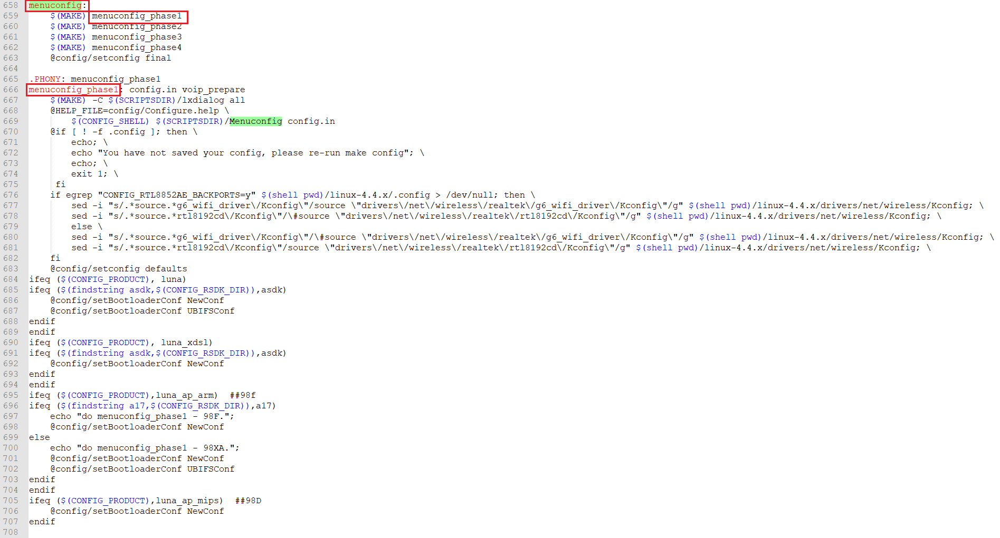 658 menuconfig:
659     $(MAKE) menuconfig_phase1
660     $(MAKE) menuconfig_phase2
661     $(MAKE) menuconfig_phase3
662     $(MAKE) menuconfig_phase4
663     @config/setconfig final
664
665 .PHONY: menuconfig_phase1
666 menuconfig_phase1: config.in voip_prepare
667     $(MAKE) -C $(SCRIPTSDIR)/lxdialog all
668     @HELP_FILE=config/Configure.help \
669         $(CONFIG_SHELL) $(SCRIPTSDIR)/Menuconfig config.in
670     @if [ ! -f .config ]; then \
671         echo; \
672         echo "You have not saved your config, please re-run make config"; \
673         echo; \
674         exit 1; \
675      fi
676     if egrep "CONFIG_RTL8852AE_BACKPORTS=y" $(shell pwd)/linux-4.4.x/.config > /dev/null; then \
677         sed -i "s/.*source.*g6_wifi_driver\/Kconfig\"/source \"drivers\/net\/wireless\/realtek\/g6_wifi_driver\/Kconfig\"/g" $(shell pwd)/linux-4.4.x/drivers/net/wireless/Kconfig; \
678         sed -i "s/.*source.*rtl8192cd\/Kconfig\"/\#source \"drivers\/net\/wireless\/realtek\/rtl8192cd\/Kconfig\"/g" $(shell pwd)/linux-4.4.x/drivers/net/wireless/Kconfig; \
679         else \
680         sed -i "s/.*source.*g6_wifi_driver\/Kconfig\"/\#source \"drivers\/net\/wireless\/realtek\/g6_wifi_driver\/Kconfig\"/g" $(shell pwd)/linux-4.4.x/drivers/net/wireless/Kconfig; \
681         sed -i "s/.*source.*rtl8192cd\/Kconfig\"/source \"drivers\/net\/wireless\/realtek\/rtl8192cd\/Kconfig\"/g" $(shell pwd)/linux-4.4.x/drivers/net/wireless/Kconfig; \
682     fi
683     @config/setconfig defaults
684 ifeq ($(CONFIG_PRODUCT), luna)
685 ifeq ($(findstring asdk,$(CONFIG_RSDK_DIR)),asdk)
686     @config/setBootloaderConf NewConf
687     @config/setBootloaderConf UBIFSConf
688 endif
689 endif
690 ifeq ($(CONFIG_PRODUCT), luna_xdsl)
691 ifeq ($(findstring asdk,$(CONFIG_RSDK_DIR)),asdk)
692     @config/setBootloaderConf NewConf
693 endif
694 endif
695 ifeq ($(CONFIG_PRODUCT),luna_ap_arm)  ##98f
696 ifeq ($(findstring a17,$(CONFIG_RSDK_DIR)),a17)
697     echo "do menuconfig_phase1 - 98F.";
698     @config/setBootloaderConf NewConf
699 else
700     echo "do menuconfig_phase1 - 98XA.";
701     @config/setBootloaderConf NewConf
702     @config/setBootloaderConf UBIFSConf
703 endif
704 endif
705 ifeq ($(CONFIG_PRODUCT),luna_ap_mips)  ##98D
706     @config/setBootloaderConf NewConf
707 endif
708